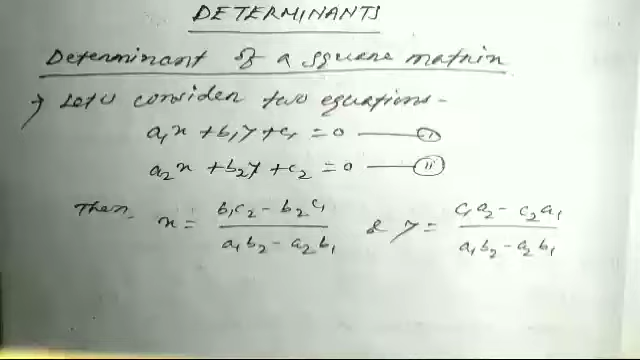 DETERMINANTS
Determinant of a square matrix
→ Let us consider two equations-
a₁x + b₁y + c₁ = 0 —— (i)
a₂x + b₂y + c₂ = 0 —— (ii)
Then, x = (b₁c₂ - b₂c₁)/(a₁b₂ - a₂b₁) & y = (c₁a₂ - c₂a₁)/(a₁b₂ - a₂b₁)